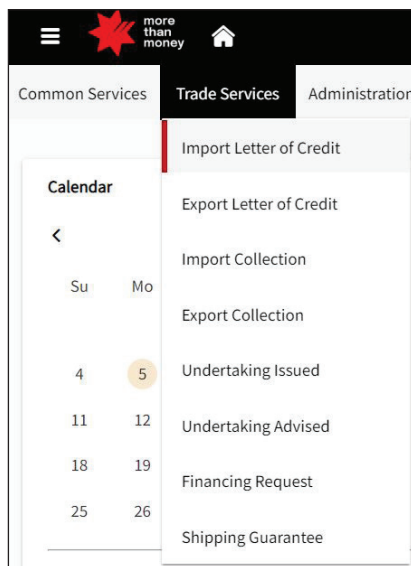 more
than
money
Common Services Trade Services Administration
Import Letter of Credit
Calendar
Export Letter of Credit
Import Collection
Su Mo
Export Collection
4 5 Undertaking Issued
11 12 Undertaking Advised
18 19
Financing Request
25 26
Shipping Guarantee